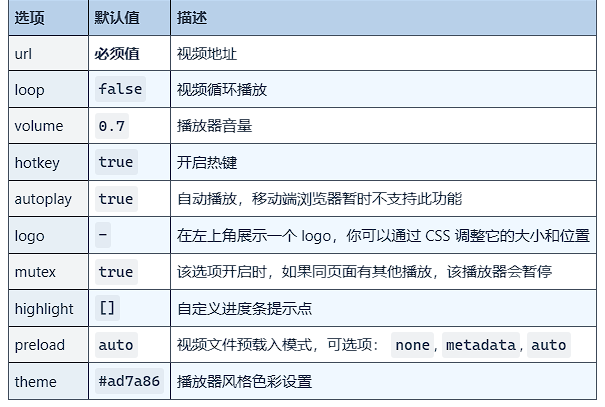 选项 默认值 描述
url 必须值 视频地址
loop false 视频循环播放
volume 0.7 播放器音量
hotkey true 开启热键
autoplay true 自动播放，移动端浏览器暂时不支持此功能
logo - 在左上角展示一个 logo，你可以通过 CSS 调整它的大小和位置
mutex true 该选项开启时，如果同页面有其他播放，该播放器会暂停
highlight [] 自定义进度条提示点
preload auto 视频文件预载入模式，可选项： none , metadata , auto
theme #ad7a86 播放器风格色彩设置